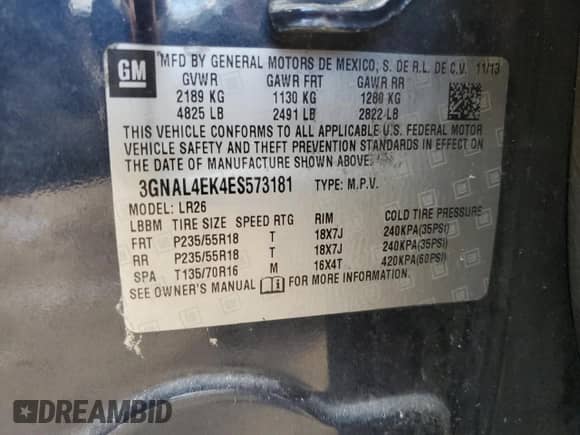 GM
MFD BY GENERAL MOTORS DE MEXICO, S. DE R.L. DE C.V. 11/13
GVWR GAWR FRT GAWR RR
2189 KG 1130 KG 1280 KG
4825 LB 2491 LB 2822 LB
THIS VEHICLE CONFORMS TO ALL APPLICABLE U.S. FEDERAL MOTOR
VEHICLE SAFETY AND THEFT PREVENTION STANDARDS IN EFFECT ON
THE DATE OF MANUFACTURE SHOWN ABOVE.
3GNAL4EK4ES573181 TYPE: M.P.V.
MODEL: LR26
LBBM TIRE SIZE SPEED RTG RIM COLD TIRE PRESSURE
FRT P235/55R18 T 18X7J 240KPA(35PSI)
RR P235/55R18 T 18X7J 240KPA(35PSI)
SPA T135/70R16 M 16X4T 420KPA(60PSI)
SEE OWNER'S MANUAL i FOR MORE INFORMATION.
DREAMBID